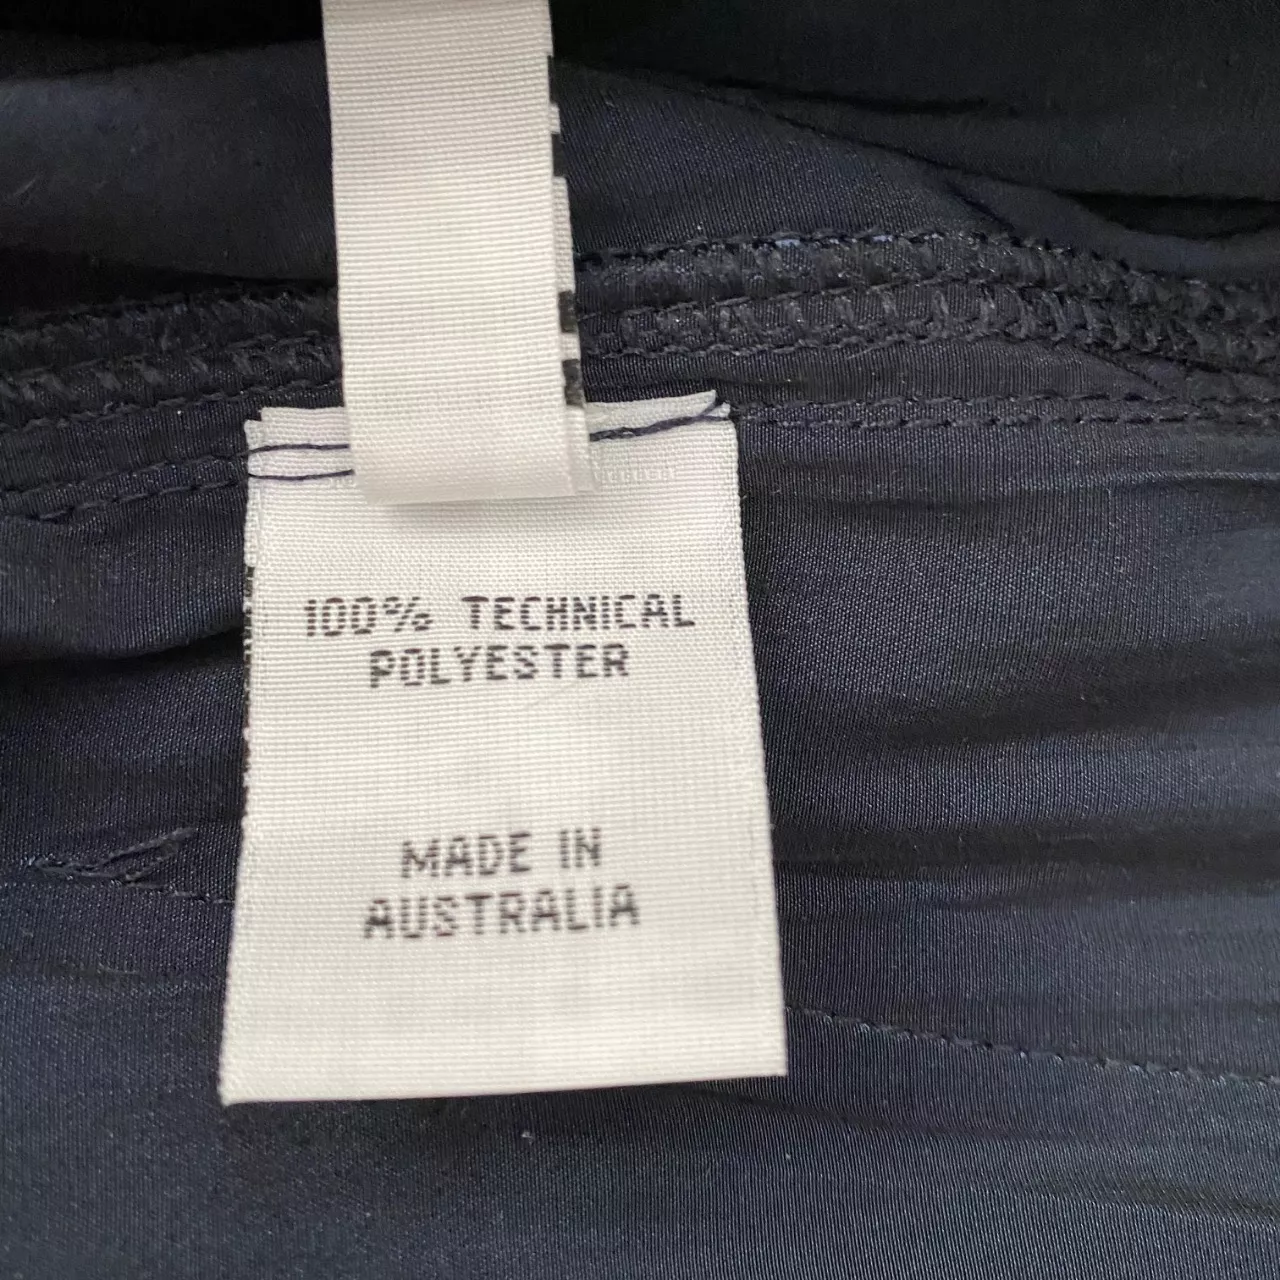 100% TECHNICAL
POLYESTER
MADE IN
AUSTRALIA